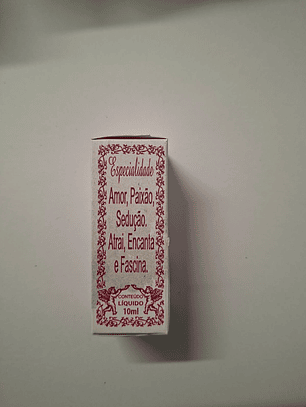 Especialidade
Amor, Paixão,
Sedução.
Atrai, Encanta
e Fascina.
CONTEÚDO
LÍQUIDO
10ml